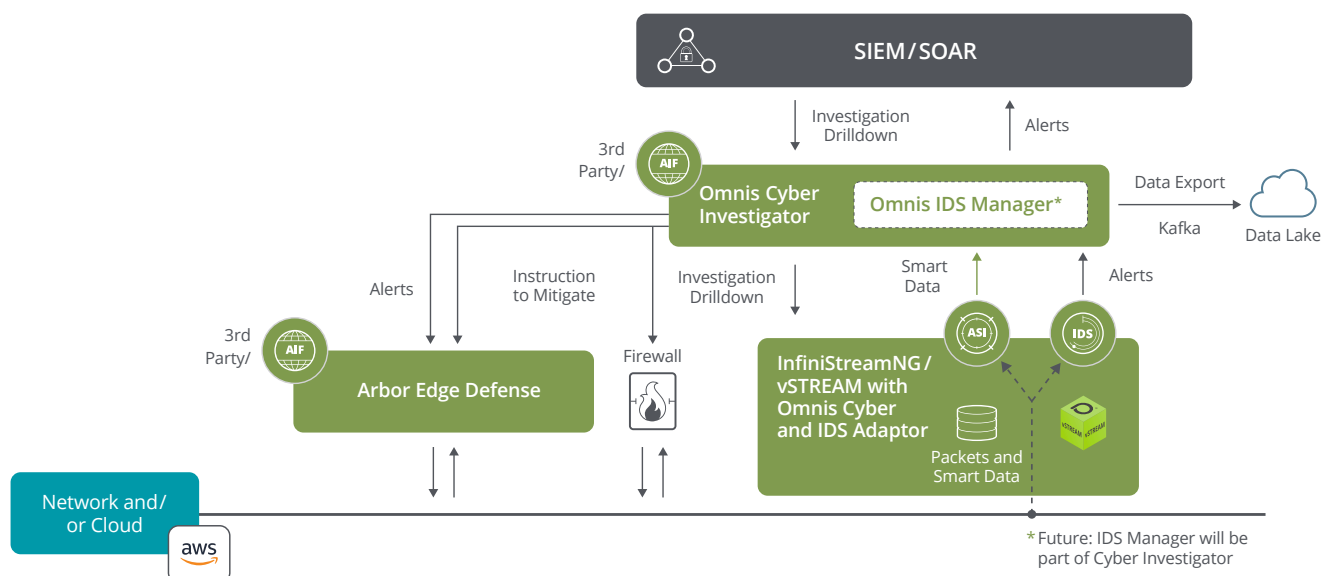 SIEM/SOAR
Investigation
Drilldown
Alerts
3rd
Party/
AIF
Omnis Cyber
Investigator
Omnis IDS Manager*
Data Export
Kafka
Data Lake
Alerts
Instruction
to Mitigate
Investigation
Drilldown
Smart
Data
Alerts
3rd
Party/
AIF
Arbor Edge Defense
Firewall
ASI
IDS
InfiniStreamNG/
vSTREAM with
Omnis Cyber
and IDS Adaptor
vSTREAM
vSTREAM
Packets and
Smart Data
Network and/
or Cloud
aws
*Future: IDS Manager will be
part of Cyber Investigator